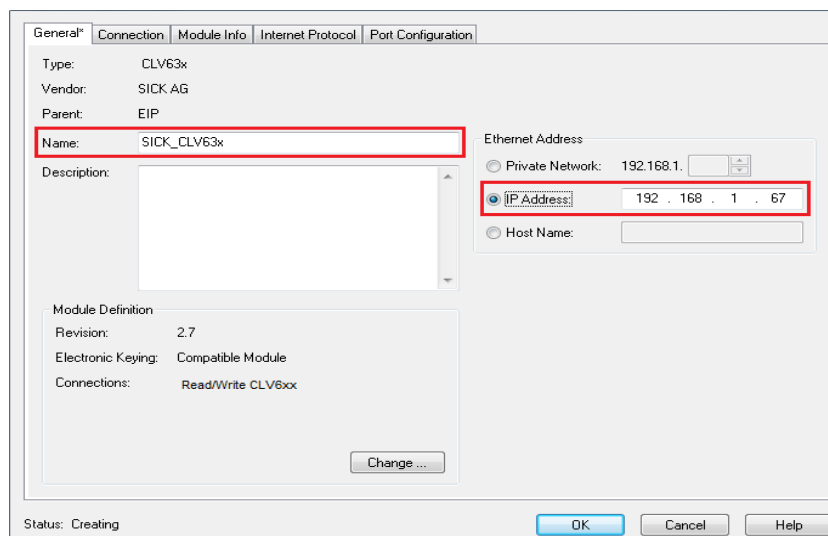 General* Connection Module Info Internet Protocol Port Configuration
Type: CLV63x
Vendor: SICK AG
Parent: EIP
Name: SICK_CLV63x
Description:
Ethernet Address
Private Network: 192.168.1.
IP Address: 192 . 168 . 1 . 67
Host Name:
Module Definition
Revision: 2.7
Electronic Keying: Compatible Module
Connections: Read/Write CLV6xx
Change ...
Status: Creating
OK Cancel Help